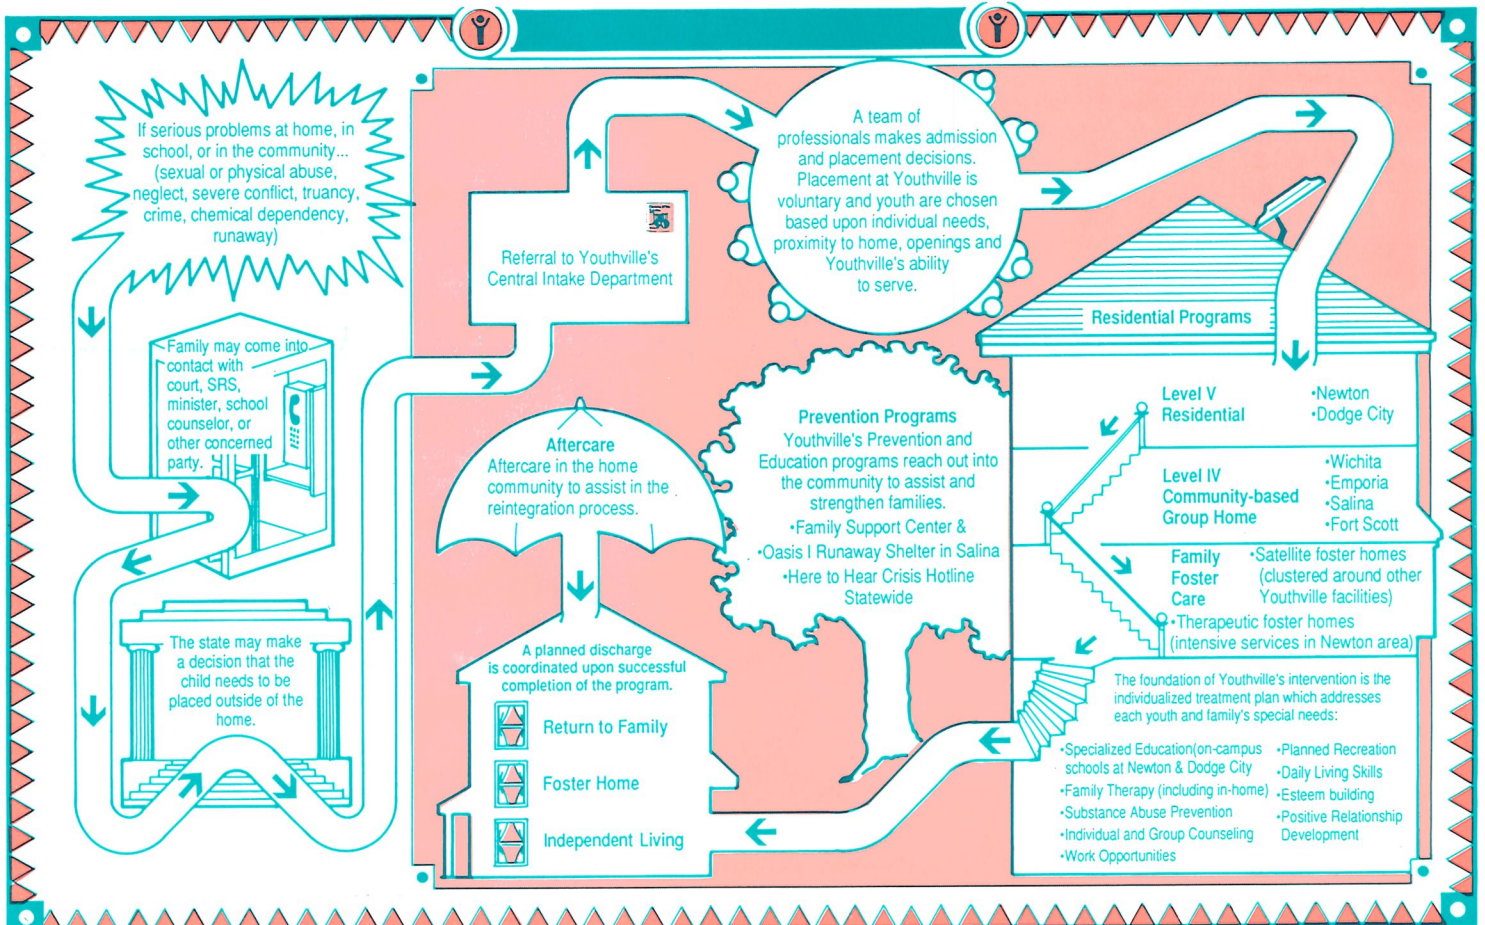 If serious problems at home, in
school, or in the community...
(sexual or physical abuse,
neglect, severe conflict, truancy,
crime, chemical dependency,
runaway)
Family may come into
contact with
court, SRS,
minister, school
counselor, or
other concerned
party.
The state may make
a decision that the
child needs to be
placed outside of the
home.
Referral to Youthville's
Central Intake Department
A team of
professionals makes admission
and placement decisions.
Placement at Youthville is
voluntary and youth are chosen
based upon individual needs,
proximity to home, openings and
Youthville's ability
to serve.
Residential Programs
Level V
Residential
•Newton
•Dodge City
Level IV
Community-based
Group Home
•Wichita
•Emporia
•Salina
•Fort Scott
Family
Foster
Care
•Satellite foster homes
(clustered around other
Youthville facilities)
•Therapeutic foster homes
(intensive services in Newton area)
The foundation of Youthville's intervention is the
individualized treatment plan which addresses
each youth and family's special needs:
•Specialized Education(on-campus
schools at Newton & Dodge City
•Family Therapy (including in-home)
•Substance Abuse Prevention
•Individual and Group Counseling
•Work Opportunities
•Planned Recreation
•Daily Living Skills
•Esteem building
•Positive Relationship
Development
Prevention Programs
Youthville's Prevention and
Education programs reach out into
the community to assist and
strengthen families.
•Family Support Center &
•Oasis I Runaway Shelter in Salina
•Here to Hear Crisis Hotline
Statewide
Aftercare
Aftercare in the home
community to assist in the
reintegration process.
A planned discharge
is coordinated upon successful
completion of the program.
Return to Family
Foster Home
Independent Living